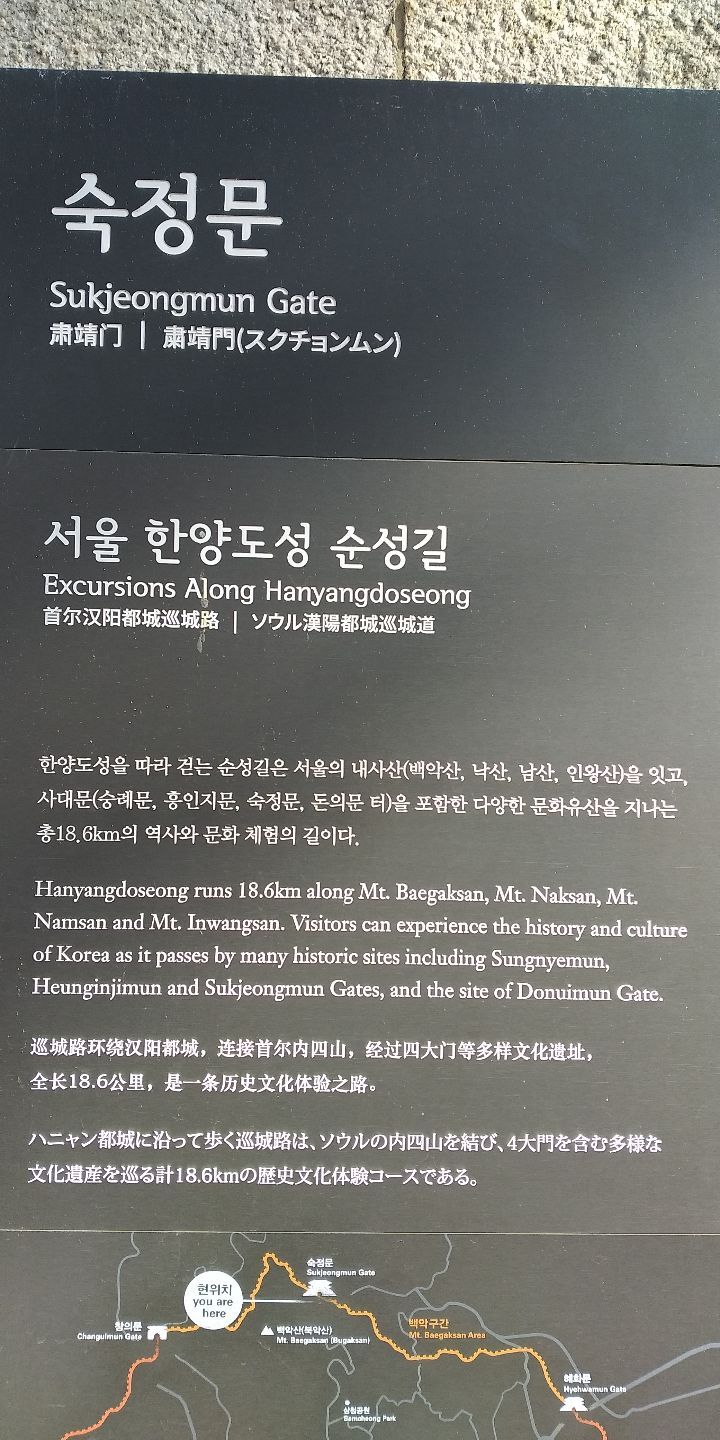 숙정문
Sukjeongmun Gate
肃靖门 | 肅靖門(スクチョンムン)
서울 한양도성 순성길
Excursions Along Hanyangdoseong
首尔汉阳都城巡城路 | ソウル漢陽都城巡城道
한양도성을 따라 걷는 순성길은 서울의 내사산(백악산, 낙산, 남산, 인왕산)을 잇고,
사대문(숭례문, 흥인지문, 숙정문, 돈의문 터)을 포함한 다양한 문화유산을 지나는
총18.6km의 역사와 문화 체험의 길이다.
Hanyangdoseong runs 18.6km along Mt. Baegaksan, Mt. Naksan, Mt.
Namsan and Mt. Inwangsan. Visitors can experience the history and culture
of Korea as it passes by many historic sites including Sungnyemun,
Heunginjimun and Sukjeongmun Gates, and the site of Donuimun Gate.
巡城路环绕汉阳都城，连接首尔内四山，经过四大门等多样文化遗址，
全长18.6公里，是一条历史文化体验之路。
ハニャン都城に沿って歩く巡城路は、ソウルの内四山を結び、4大門を含む多様な
文化遺産を巡る計18.6kmの歴史文化体験コースである。
숙정문
Sukjeongmun Gate
현위치
you are
here
창의문
Changuimun Gate
백악산(북악산)
Mt. Baegaksan (Bugaksan)
백악구간
Mt. Baegaksan Area
혜화문
Hyehwamun Gate
삼청공원
Samcheong Park